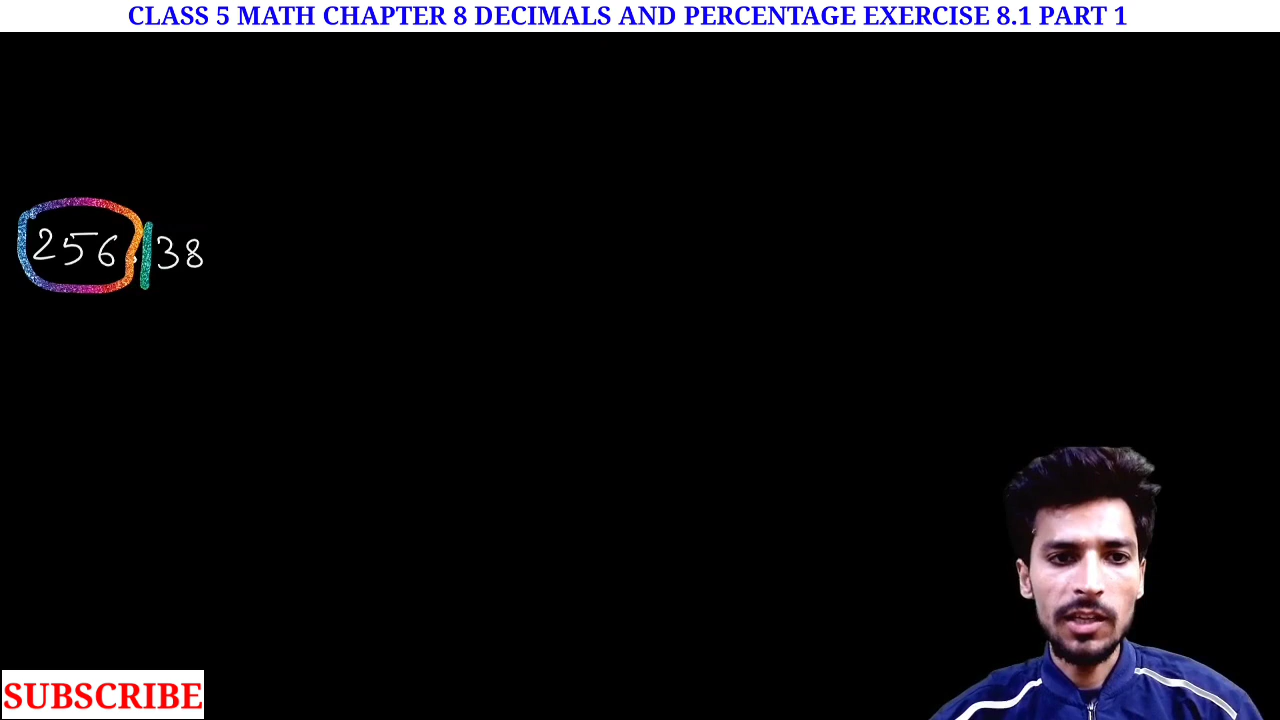 CLASS 5 MATH CHAPTER 8 DECIMALS AND PERCENTAGE EXERCISE 8.1 PART 1
256.38
SUBSCRIBE